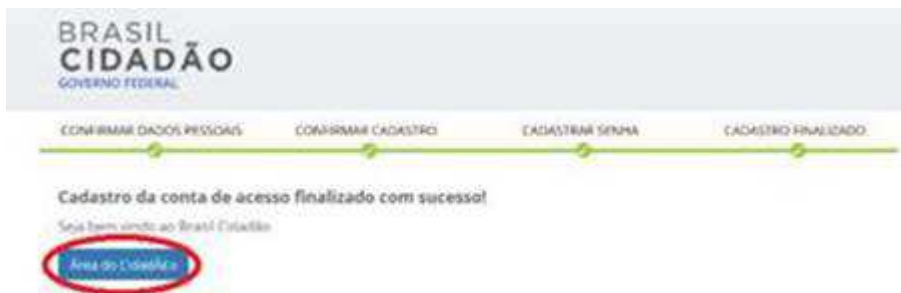 BRASIL
CIDADÃO
GOVERNO FEDERAL
CONFIRMAR DADOS PESSOAIS CONFIRMAR CADASTRO CADASTRAR SENHA CADASTRO FINALIZADO
Cadastro da conta de acesso finalizado com sucesso!
Seja bem vindo ao Brasil Cidadão
Área do Cidadão